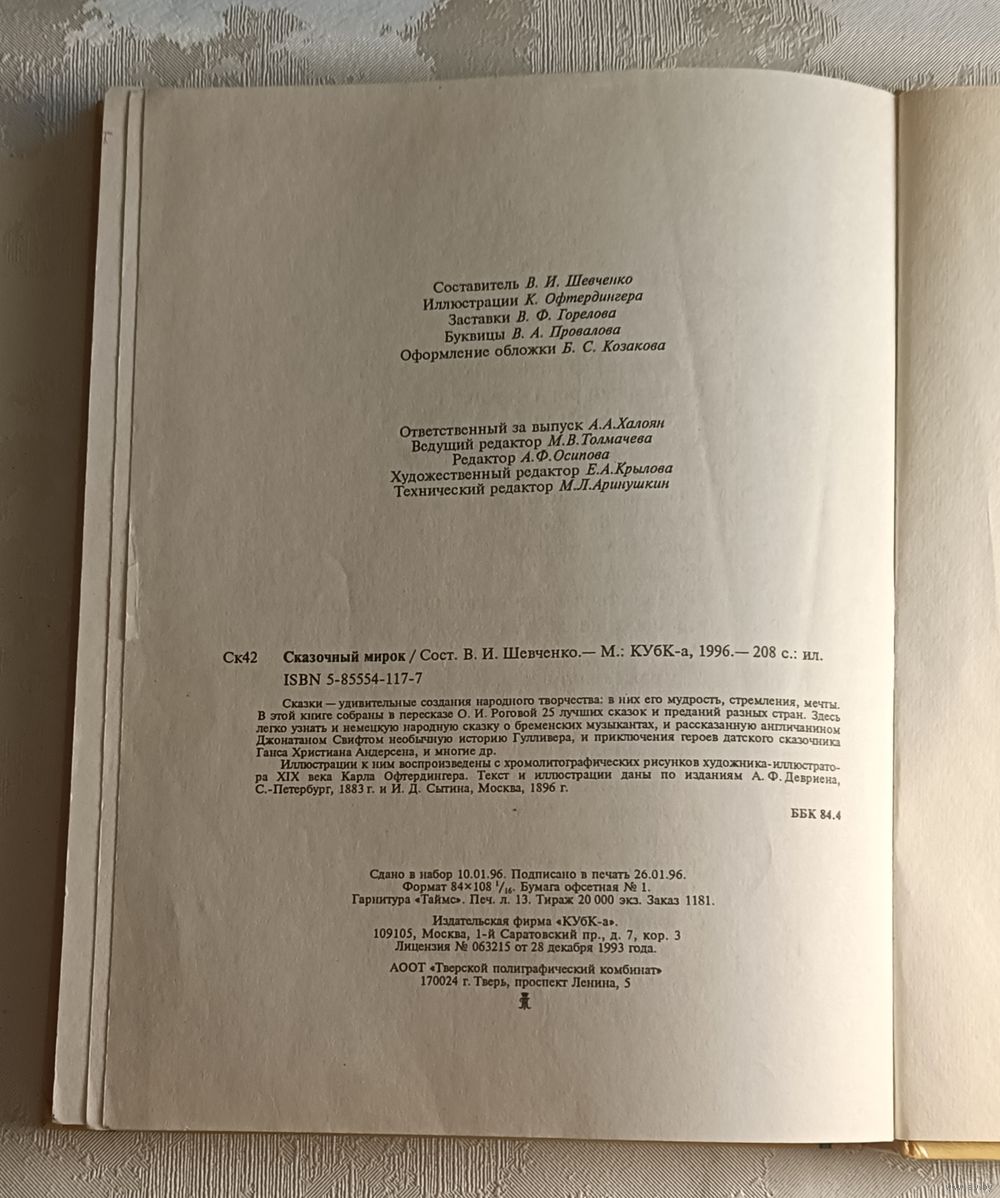 Составитель В. И. Шевченко
Иллюстрации К. Офтердингера
Заставки В. Ф. Горелова
Буквицы В. А. Провалова
Оформление обложки Б. С. Козакова
Ответственный за выпуск А.А.Халоян
Ведущий редактор М.В.Толмачева
Редактор А.Ф.Осипова
Художественный редактор Е.А.Крылова
Технический редактор М.Л.Аринушкин
Ск42 Сказочный мирок / Сост. В. И. Шевченко.— М.: КУбК-а, 1996.— 208 с.: ил.
ISBN 5-85554-117-7
Сказки — удивительные создания народного творчества: в них его мудрость, стремления, мечты.
В этой книге собраны в пересказе О. И. Роговой 25 лучших сказок и преданий разных стран. Здесь
легко узнать и немецкую народную сказку о бременских музыкантах, и рассказанную англичанином
Джонатаном Свифтом необычную историю Гулливера, и приключения героев датского сказочника
Ганса Христиана Андерсена, и многие др.
Иллюстрации к ним воспроизведены с хромолитографических рисунков художника-иллюстрато-
ра XIX века Карла Офтердингера. Текст и иллюстрации даны по изданиям А. Ф. Девриена,
С.-Петербург, 1883 г. и И. Д. Сытина, Москва, 1896 г.
ББК 84.4
Сдано в набор 10.01.96. Подписано в печать 26.01.96.
Формат 84×108 1/16. Бумага офсетная № 1.
Гарнитура «Таймс». Печ. л. 13. Тираж 20 000 экз. Заказ 1181.
Издательская фирма «КУбК-а».
109105, Москва, 1-й Саратовский пр., д. 7, кор. 3
Лицензия № 063215 от 28 декабря 1993 года.
АООТ «Тверской полиграфический комбинат»
170024 г. Тверь, проспект Ленина, 5